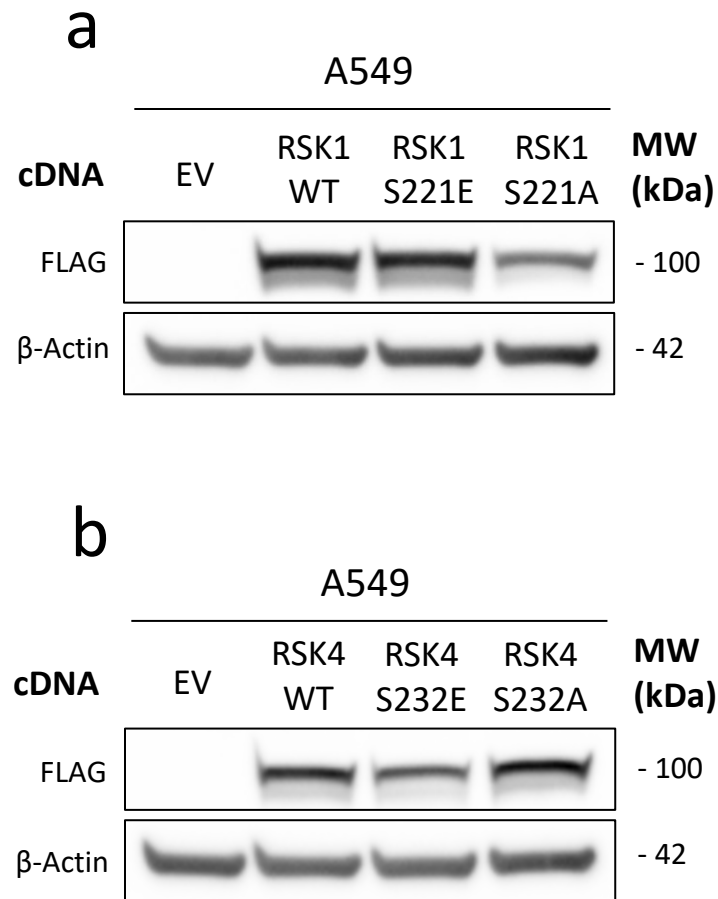 a
A549
cDNA EV RSK1 WT RSK1 S221E RSK1 S221A MW (kDa)
FLAG - 100
β-Actin - 42
b
A549
cDNA EV RSK4 WT RSK4 S232E RSK4 S232A MW (kDa)
FLAG - 100
β-Actin - 42